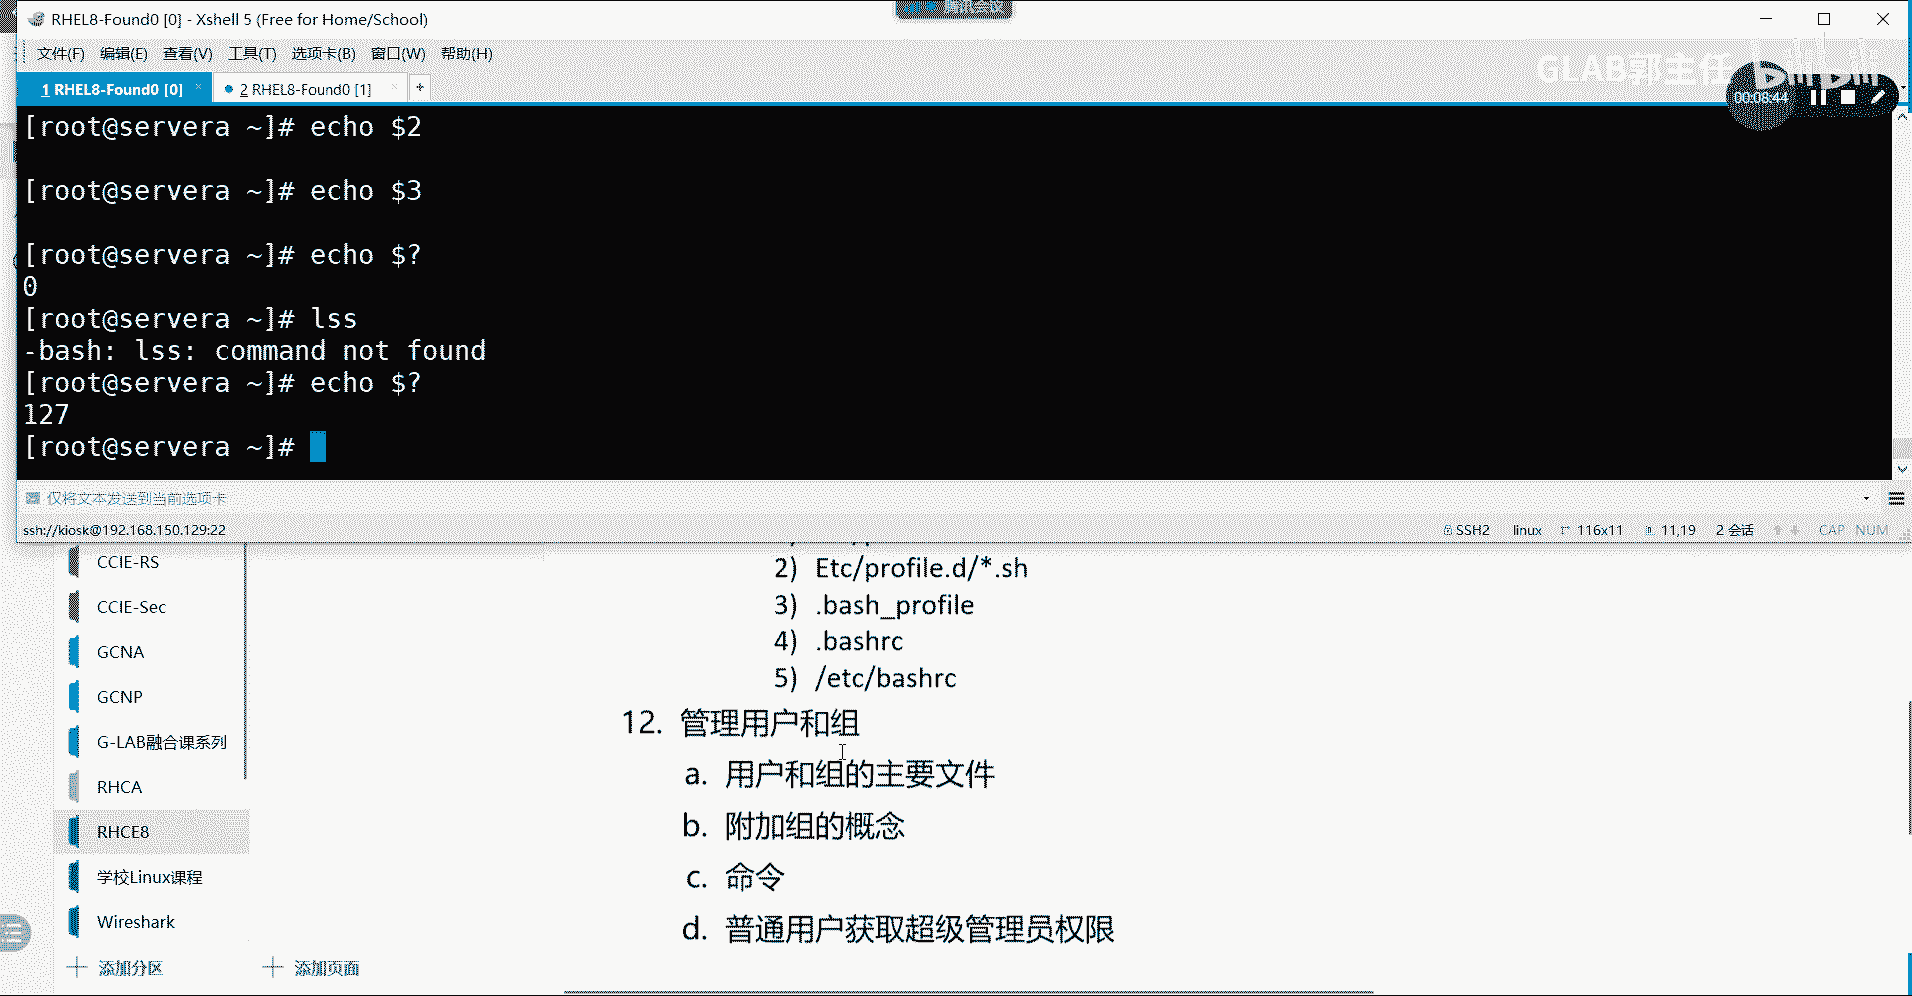 腾讯会议
RHEL8-Found0 [0] - Xshell 5 (Free for Home/School)
文件(F) 编辑(E) 查看(V) 工具(T) 选项卡(B) 窗口(W) 帮助(H)
GLAB郭主任 bilibili
1 RHEL8-Found0 [0] × 2 RHEL8-Found0 [1] × +
00:08:44
[root@servera ~]# echo $2
[root@servera ~]# echo $3
[root@servera ~]# echo $?
0
[root@servera ~]# lss
-bash: lss: command not found
[root@servera ~]# echo $?
127
[root@servera ~]#
仅将文本发送到当前选项卡
ssh://kiosk@192.168.150.129:22 SSH2 linux 116x11 11,19 2 会话 CAP NUM
2) Etc/profile.d/*.sh
3) .bash_profile
4) .bashrc
5) /etc/bashrc
12. 管理用户和组
a. 用户和组的主要文件
b. 附加组的概念
c. 命令
d. 普通用户获取超级管理员权限
CCIE-RS
CCIE-Sec
GCNA
GCNP
G-LAB融合课系列
RHCA
RHCE8
学校Linux课程
Wireshark
添加分区 添加页面